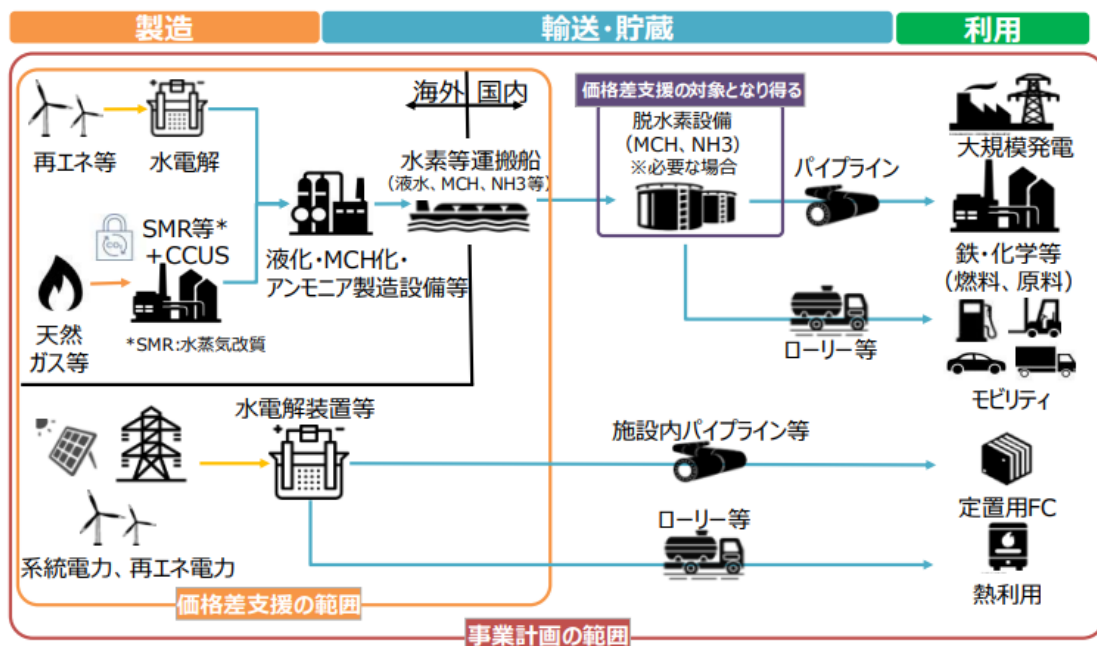 製造
輸送・貯蔵
利用
海外
国内
価格差支援の対象となり得る
脱水素設備
(MCH、NH3)
※必要な場合
再エネ等
水電解
水素等運搬船
(液水、MCH、NH3等)
パイプライン
大規模発電
CO2
SMR等*
+CCUS
液化・MCH化・
アンモニア製造設備等
鉄・化学等
(燃料、原料)
天然
ガス等
*SMR:水蒸気改質
ローリー等
モビリティ
水電解装置等
施設内パイプライン等
定置用FC
ローリー等
系統電力、再エネ電力
熱利用
価格差支援の範囲
事業計画の範囲